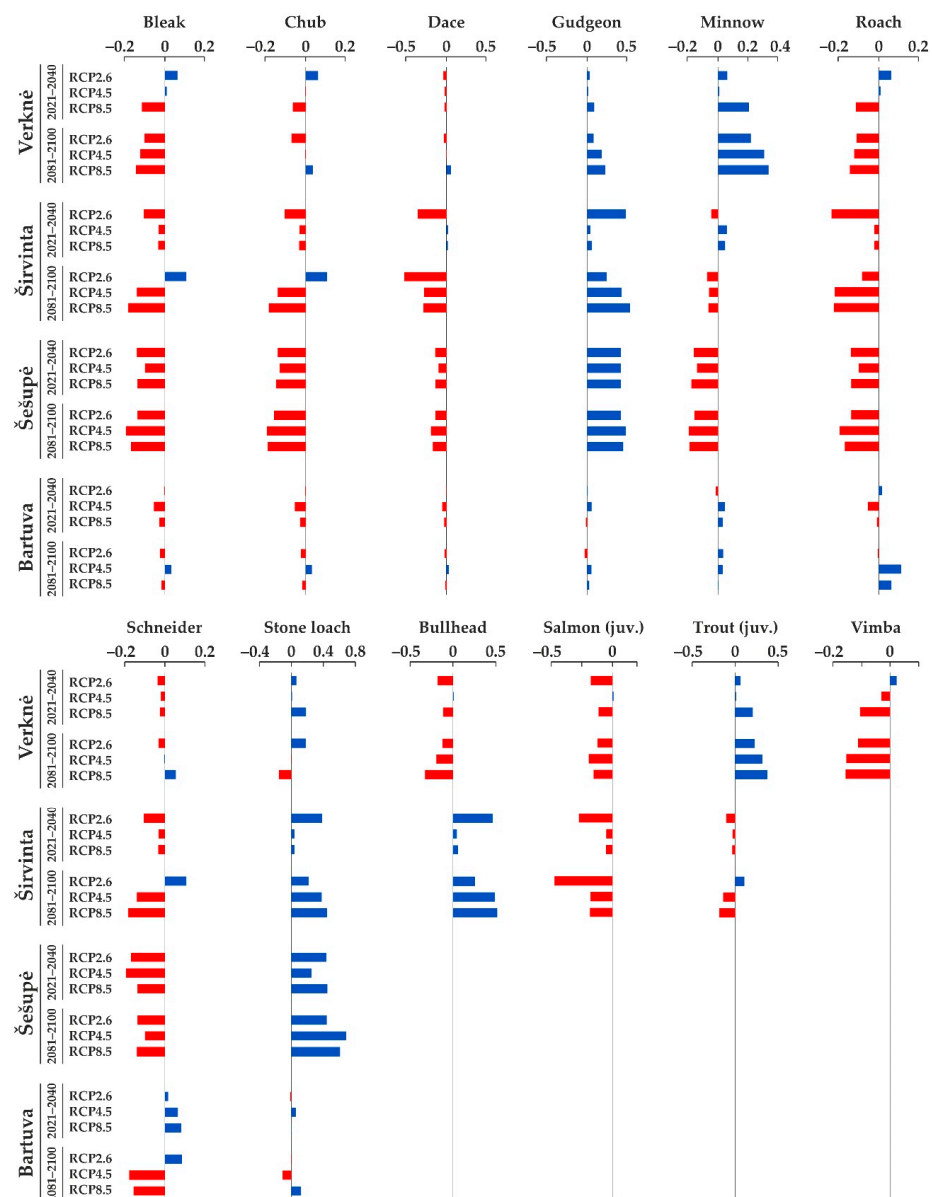 Bleak Chub Dace Gudgeon Minnow Roach
−0.2 0 0.2 −0.2 0 0.2 −0.5 0 0.5 −0.5 0 0.5 −0.2 0 0.2 0.4 −0.2 0 0.2
Verknė
2021–2040
RCP2.6
RCP4.5
RCP8.5
2081–2100
RCP2.6
RCP4.5
RCP8.5
Širvinta
2021–2040
RCP2.6
RCP4.5
RCP8.5
2081–2100
RCP2.6
RCP4.5
RCP8.5
Šešupė
2021–2040
RCP2.6
RCP4.5
RCP8.5
2081–2100
RCP2.6
RCP4.5
RCP8.5
Bartuva
2021–2040
RCP2.6
RCP4.5
RCP8.5
2081–2100
RCP2.6
RCP4.5
RCP8.5
Schneider Stone loach Bullhead Salmon (juv.) Trout (juv.) Vimba
−0.2 0 0.2 −0.4 0 0.4 0.8 −0.5 0 0.5 −0.5 0 0.2 −0.5 0 0.5 −0.2 0 0.2
Verknė
2021–2040
RCP2.6
RCP4.5
RCP8.5
2081–2100
RCP2.6
RCP4.5
RCP8.5
Širvinta
2021–2040
RCP2.6
RCP4.5
RCP8.5
2081–2100
RCP2.6
RCP4.5
RCP8.5
Šešupė
2021–2040
RCP2.6
RCP4.5
RCP8.5
2081–2100
RCP2.6
RCP4.5
RCP8.5
Bartuva
2021–2040
RCP2.6
RCP4.5
RCP8.5
081–2100
RCP2.6
RCP4.5
RCP8.5